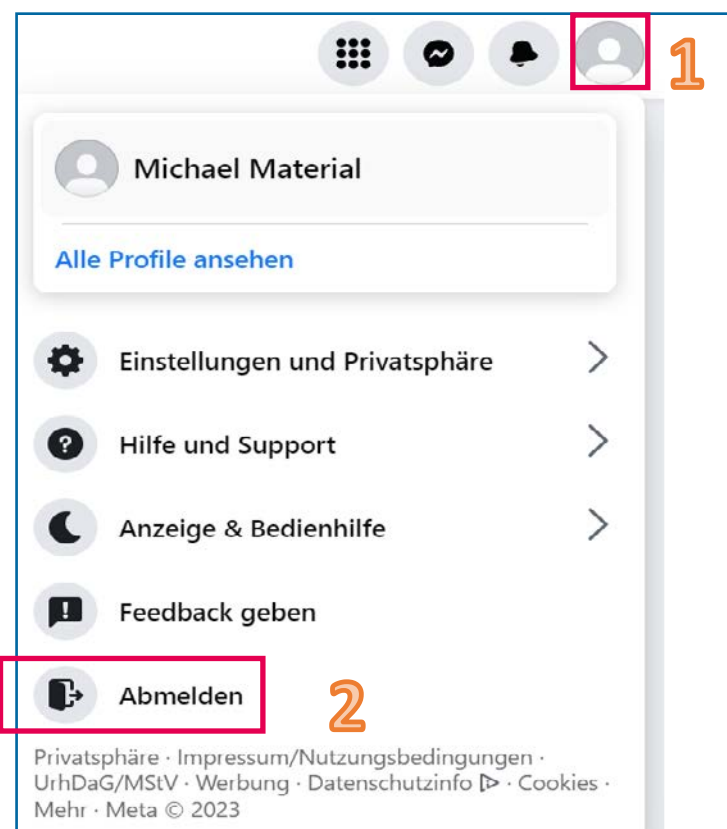 1
Michael Material
Alle Profile ansehen
Einstellungen und Privatsphäre
Hilfe und Support
Anzeige & Bedienhilfe
Feedback geben
Abmelden
2
Privatsphäre · Impressum/Nutzungsbedingungen ·
UrhDaG/MStV · Werbung · Datenschutzinfo · Cookies ·
Mehr · Meta © 2023